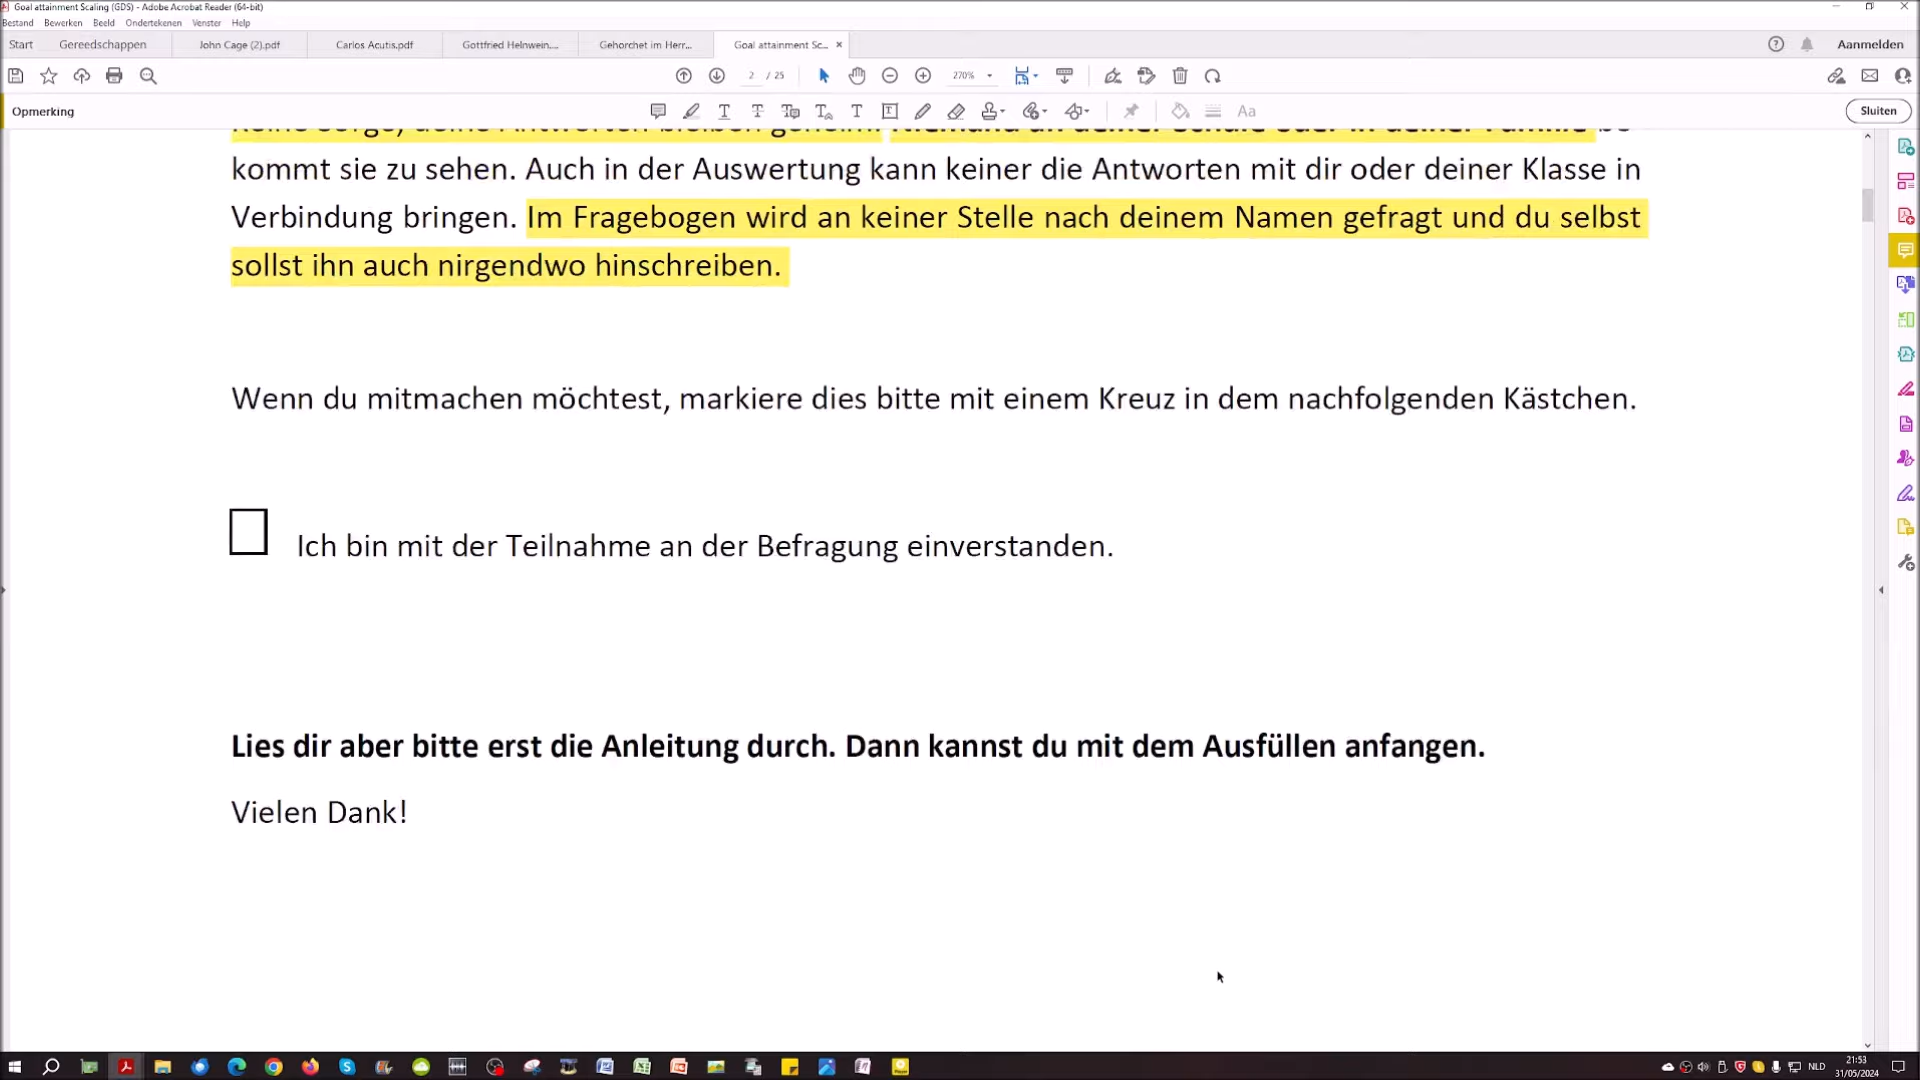 Goal attainment Scaling (GDS) - Adobe Acrobat Reader (64-bit)
Bestand Bewerken Beeld Ondertekenen Venster Help
Start Gereedschappen John Cage (2).pdf Carlos Acutis.pdf Gottfried Helnwein.... Gehorchet im Herr... Goal attainment Sc... × Aanmelden
2 / 25 270%
Opmerking Aa Sluiten
Keine Sorge, deine Antworten bleiben geheim. Niemand an deiner Schule oder in deiner Familie be
kommt sie zu sehen. Auch in der Auswertung kann keiner die Antworten mit dir oder deiner Klasse in
Verbindung bringen. Im Fragebogen wird an keiner Stelle nach deinem Namen gefragt und du selbst
sollst ihn auch nirgendwo hinschreiben.
Wenn du mitmachen möchtest, markiere dies bitte mit einem Kreuz in dem nachfolgenden Kästchen.
Ich bin mit der Teilnahme an der Befragung einverstanden.
Lies dir aber bitte erst die Anleitung durch. Dann kannst du mit dem Ausfüllen anfangen.
Vielen Dank!
NLD
21:53
31/05/2024